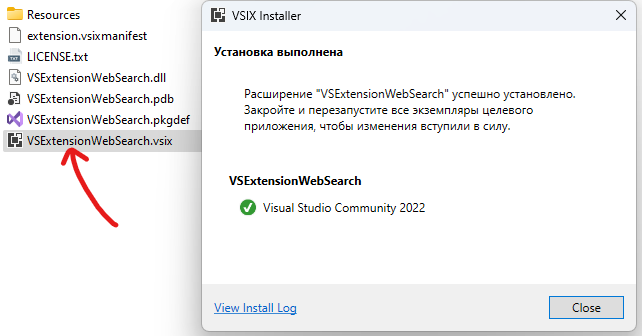 Resources
extension.vsixmanifest
LICENSE.txt
VSExtensionWebSearch.dll
VSExtensionWebSearch.pdb
VSExtensionWebSearch.pkgdef
VSExtensionWebSearch.vsix
VSIX Installer
Установка выполнена
Расширение "VSExtensionWebSearch" успешно установлено.
Закройте и перезапустите все экземпляры целевого
приложения, чтобы изменения вступили в силу.
VSExtensionWebSearch
Visual Studio Community 2022
View Install Log
Close